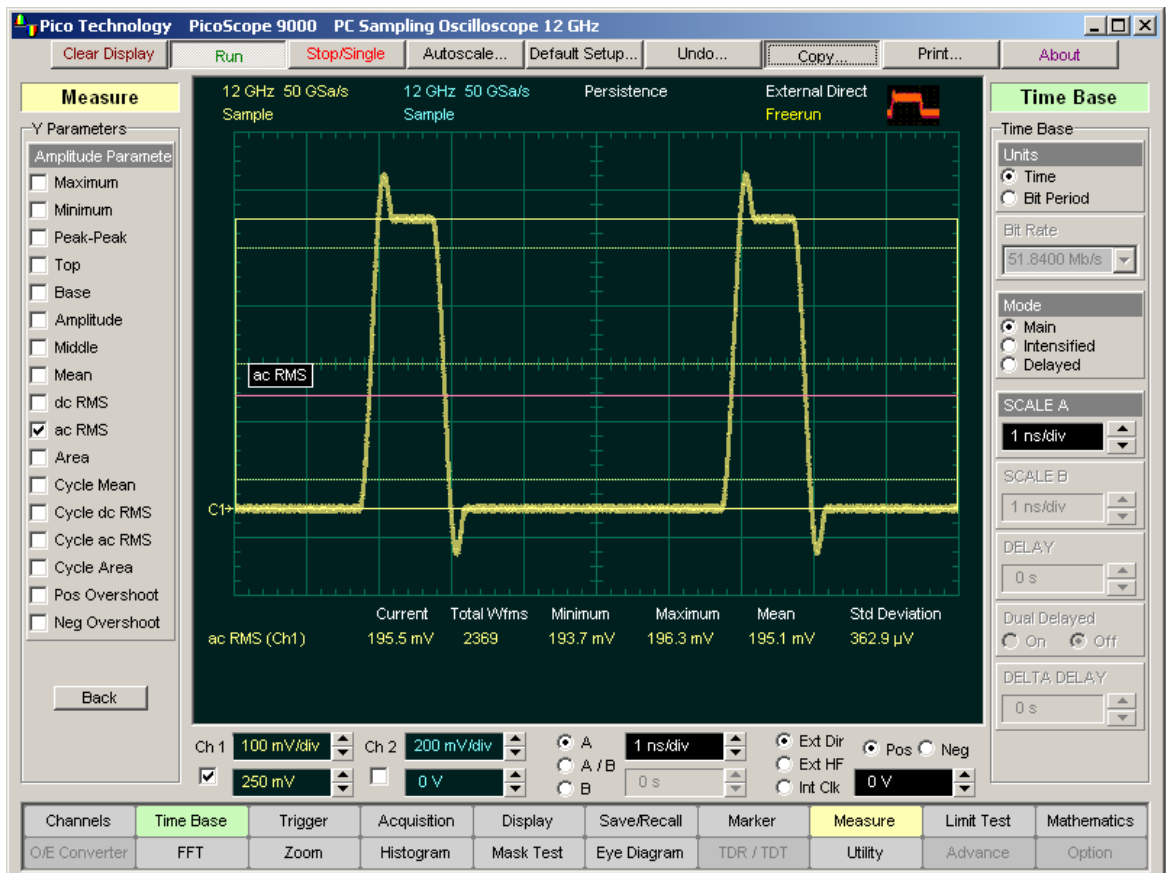 Pico Technology PicoScope 9000 PC Sampling Oscilloscope 12 GHz
Clear Display Run Stop/Single Autoscale... Default Setup... Undo... Copy... Print... About
Measure
Y Parameters
Amplitude Paramete
Maximum
Minimum
Peak-Peak
Top
Base
Amplitude
Middle
Mean
dc RMS
ac RMS
Area
Cycle Mean
Cycle dc RMS
Cycle ac RMS
Cycle Area
Pos Overshoot
Neg Overshoot
Back
12 GHz 50 GSa/s 12 GHz 50 GSa/s Persistence External Direct
Sample Sample Freerun
ac RMS
C1
Current Total Wfms Minimum Maximum Mean Std Deviation
ac RMS (Ch1) 195.5 mV 2369 193.7 mV 196.3 mV 195.1 mV 362.9 µV
Time Base
Time Base
Units
Time
Bit Period
Bit Rate
51.8400 Mb/s
Mode
Main
Intensified
Delayed
SCALE A
1 ns/div
SCALE B
1 ns/div
DELAY
0 s
Dual Delayed
On Off
DELTA DELAY
0 s
Ch 1 100 mV/div Ch 2 200 mV/div A 1 ns/div Ext Dir Pos Neg
A / B Ext HF
250 mV 0 V B 0 s Int Clk 0 V
Channels Time Base Trigger Acquisition Display Save/Recall Marker Measure Limit Test Mathematics
O/E Converter FFT Zoom Histogram Mask Test Eye Diagram TDR / TDT Utility Advance Option